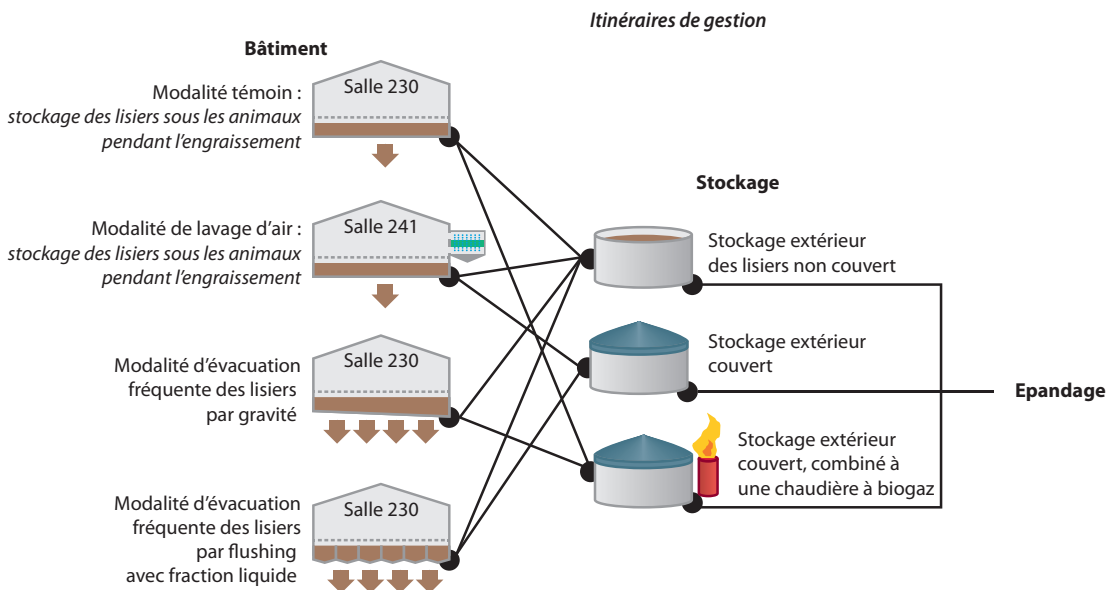 Itinéraires de gestion
Bâtiment
Modalité témoin :
stockage des lisiers sous les animaux
pendant l'engraissement
Salle 230
Modalité de lavage d'air :
stockage des lisiers sous les animaux
pendant l'engraissement
Salle 241
Modalité d'évacuation
fréquente des lisiers
par gravité
Salle 230
Modalité d'évacuation
fréquente des lisiers
par flushing
avec fraction liquide
Salle 230
Stockage
Stockage extérieur
des lisiers non couvert
Stockage extérieur
couvert
Stockage extérieur
couvert, combiné à
une chaudière à biogaz
Epandage